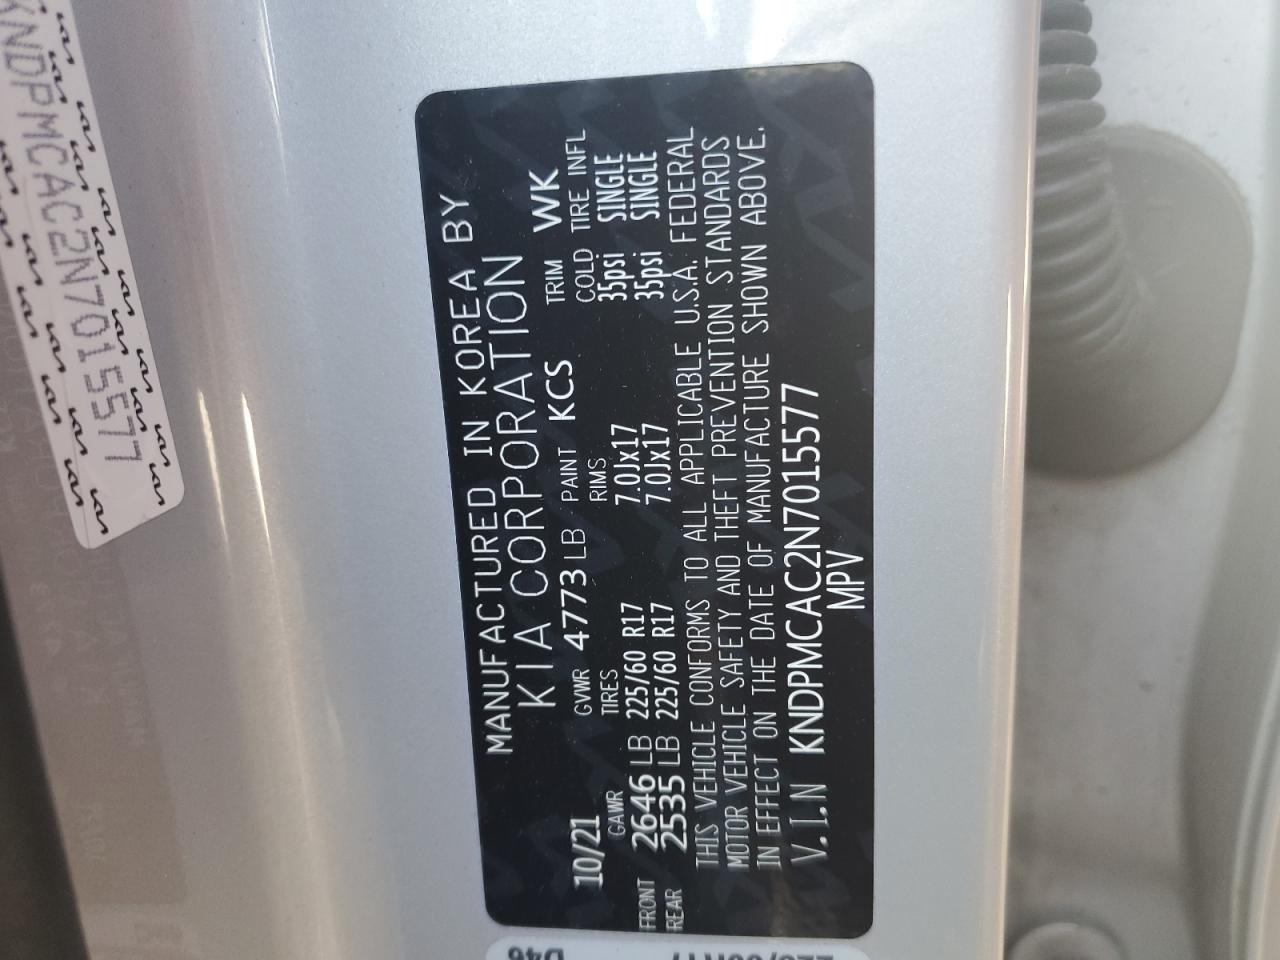 MANUFACTURED IN KOREA BY
KIA CORPORATION
10/21 GVWR 4773 LB PAINT KCS TRIM WK
GAWR TIRES RIMS COLD TIRE INFL
FRONT 2646 LB 225/60 R17 7.0Jx17 35psi SINGLE
REAR 2535 LB 225/60 R17 7.0Jx17 35psi SINGLE
THIS VEHICLE CONFORMS TO ALL APPLICABLE U.S.A. FEDERAL
MOTOR VEHICLE SAFETY AND THEFT PREVENTION STANDARDS
IN EFFECT ON THE DATE OF MANUFACTURE SHOWN ABOVE.
V.I.N KNDPMCAC2N7015577
MPV
KNDPMCAC2N7015577
D46